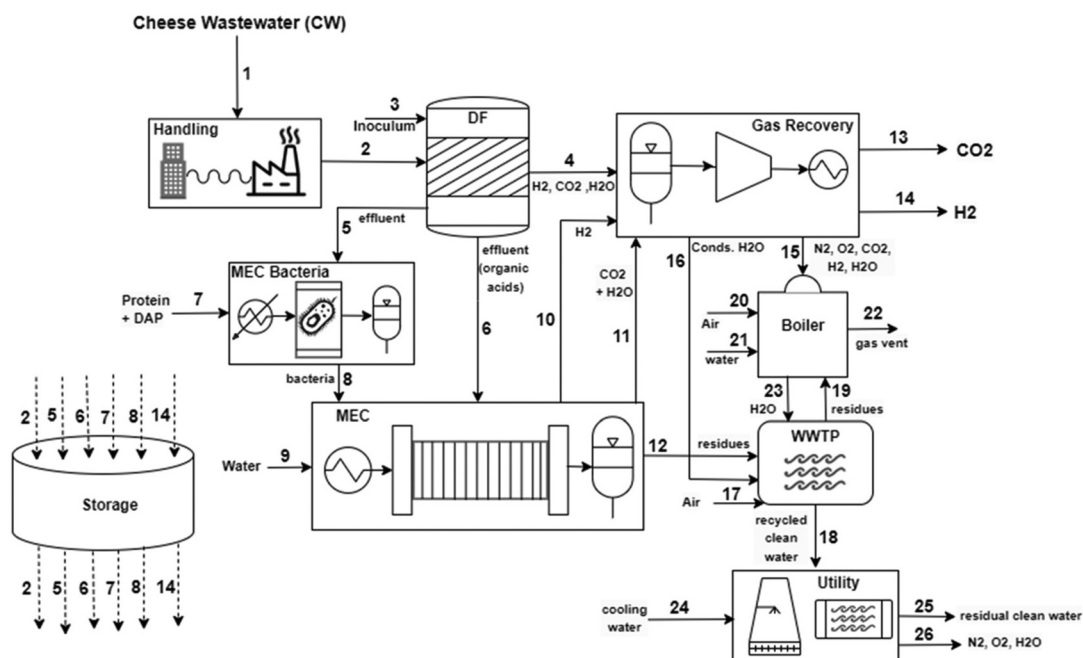 Cheese Wastewater (CW)
1
Handling
2
3
Inoculum
DF
4
H2, CO2 ,H2O
Gas Recovery
13
CO2
14
H2
5
effluent
effluent
(organic
acids)
6
H2
10
CO2
+ H2O
11
Conds. H2O
16
15
N2, O2, CO2,
H2, H2O
MEC Bacteria
Protein
+ DAP
7
bacteria
8
20
Air
21
water
Boiler
22
gas vent
23
H2O
19
residues
MEC
Water
9
12
residues
WWTP
Air
17
recycled
clean
water
18
2
5
6
7
8
14
Storage
2
5
6
7
8
14
Utility
cooling
water
24
25
residual clean water
26
N2, O2, H2O